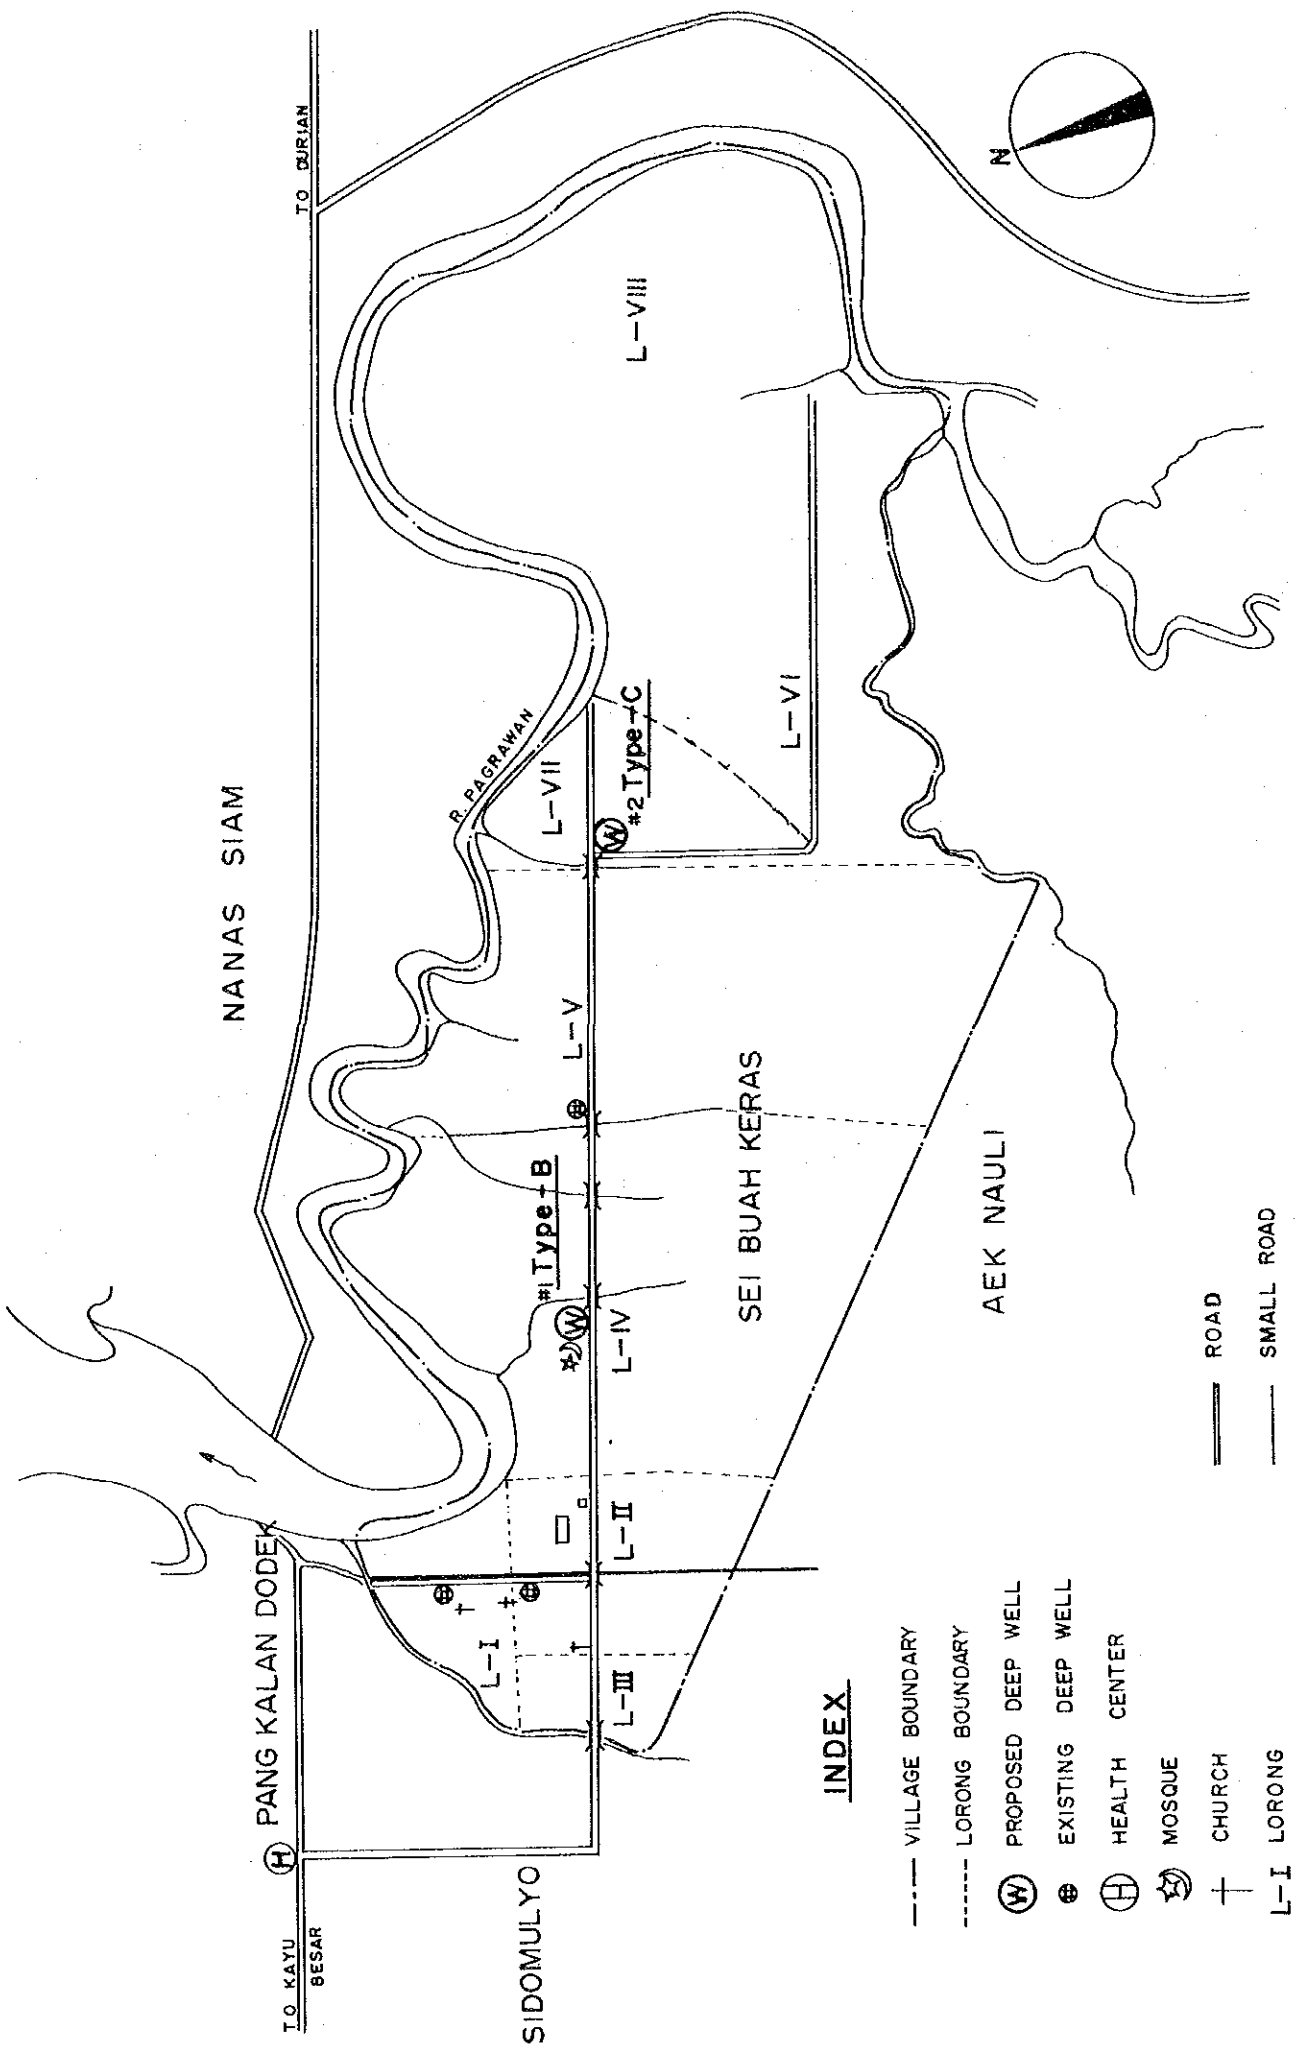 TO KAYU
BESAR
H
PANG KALAN DODEK
SIDOMULYO
NANAS SIAM
TO DURIAN
R. PAGRAWAN
L-I
L-III
L-II
L-IV
#1 Type-B
W
L-V
L-VII
W
#2 Type-C
L-VI
L-VIII
SEI BUAH KERAS
AEK NAULI
N
INDEX
VILLAGE BOUNDARY
LORONG BOUNDARY
W PROPOSED DEEP WELL
EXISTING DEEP WELL
H HEALTH CENTER
MOSQUE
CHURCH
L-I LORONG
ROAD
SMALL ROAD